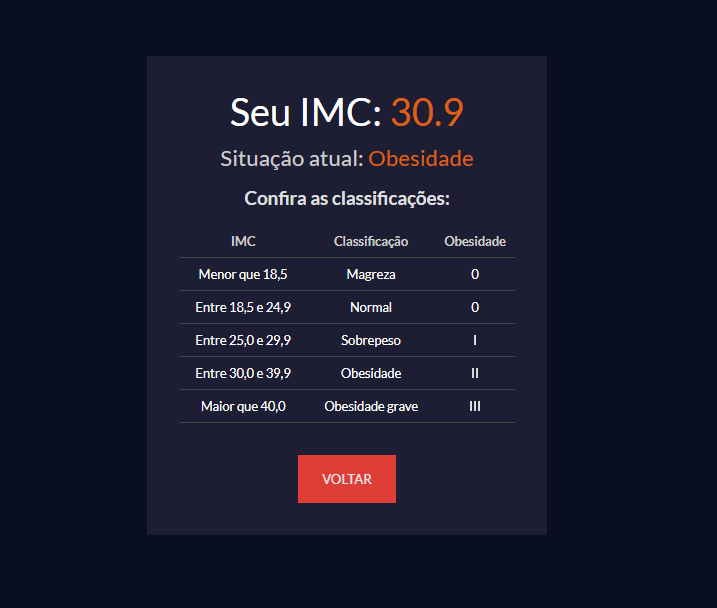 Seu IMC: 30.9
Situação atual: Obesidade
Confira as classificações:
IMC Classificação Obesidade
Menor que 18,5 Magreza 0
Entre 18,5 e 24,9 Normal 0
Entre 25,0 e 29,9 Sobrepeso I
Entre 30,0 e 39,9 Obesidade II
Maior que 40,0 Obesidade grave III
VOLTAR